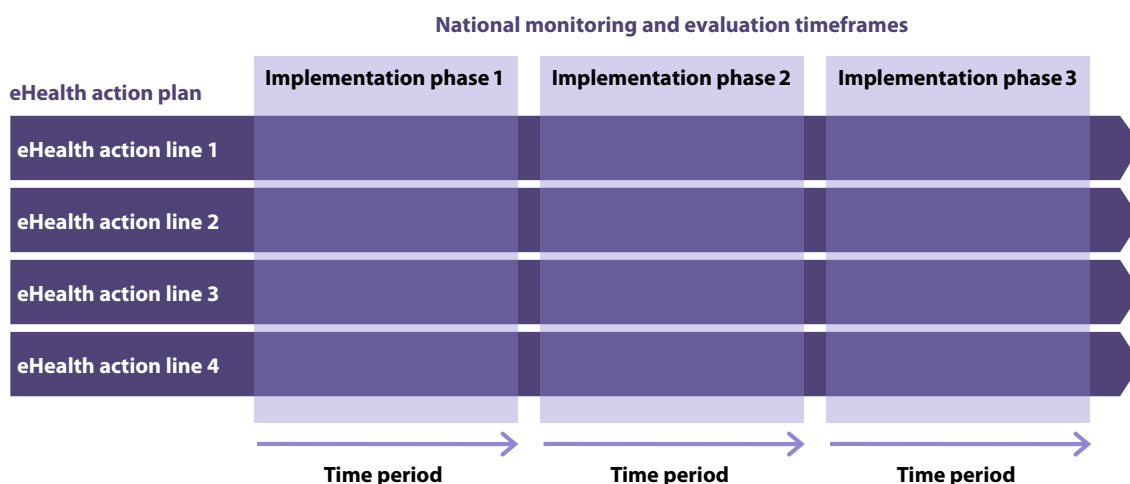 National monitoring and evaluation timeframes
Implementation phase 1
Implementation phase 2
Implementation phase 3
eHealth action plan
eHealth action line 1
eHealth action line 2
eHealth action line 3
eHealth action line 4
Time period
Time period
Time period